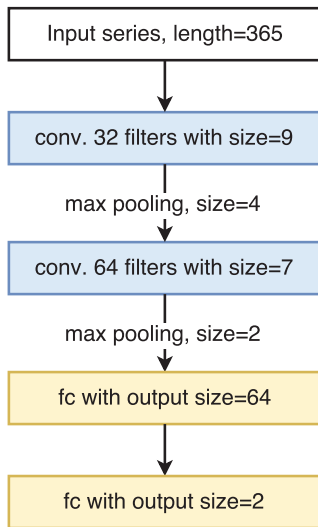 Input series, length=365
conv. 32 filters with size=9
max pooling, size=4
conv. 64 filters with size=7
max pooling, size=2
fc with output size=64
fc with output size=2